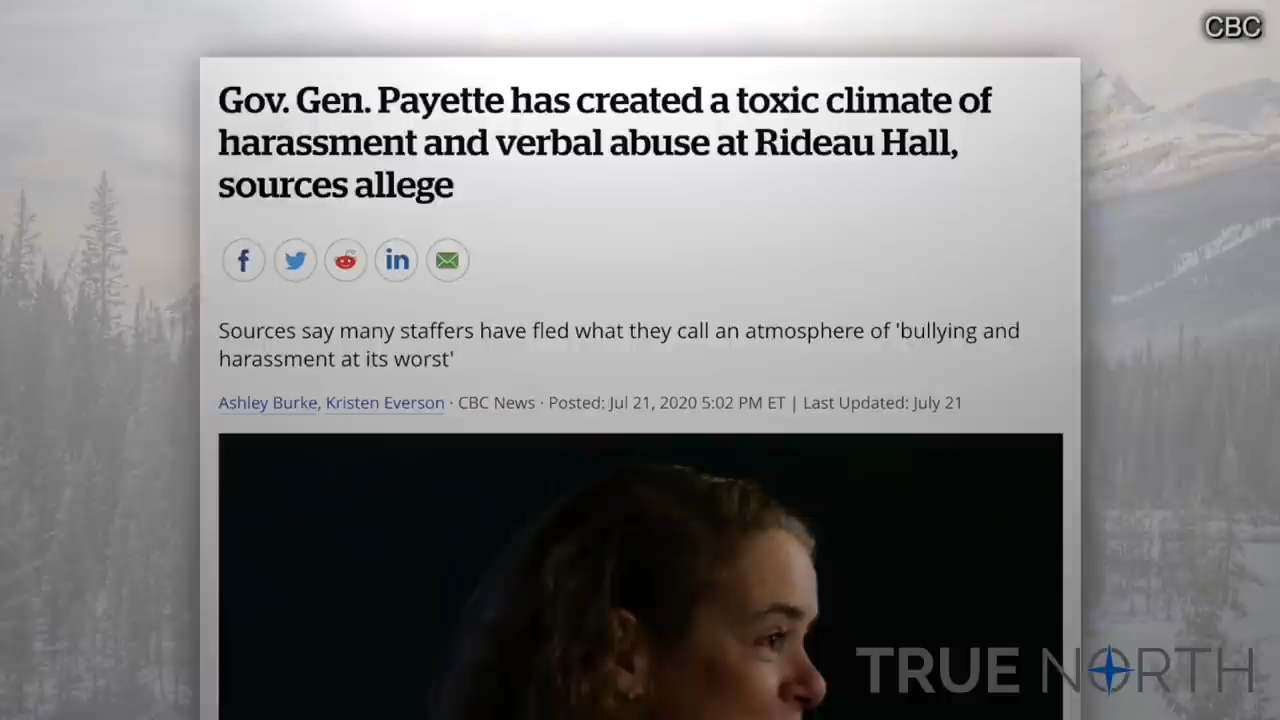 CBC
Gov. Gen. Payette has created a toxic climate of
harassment and verbal abuse at Rideau Hall,
sources allege
Sources say many staffers have fled what they call an atmosphere of 'bullying and
harassment at its worst'
Ashley Burke, Kristen Everson · CBC News · Posted: Jul 21, 2020 5:02 PM ET | Last Updated: July 21
TRUE NORTH